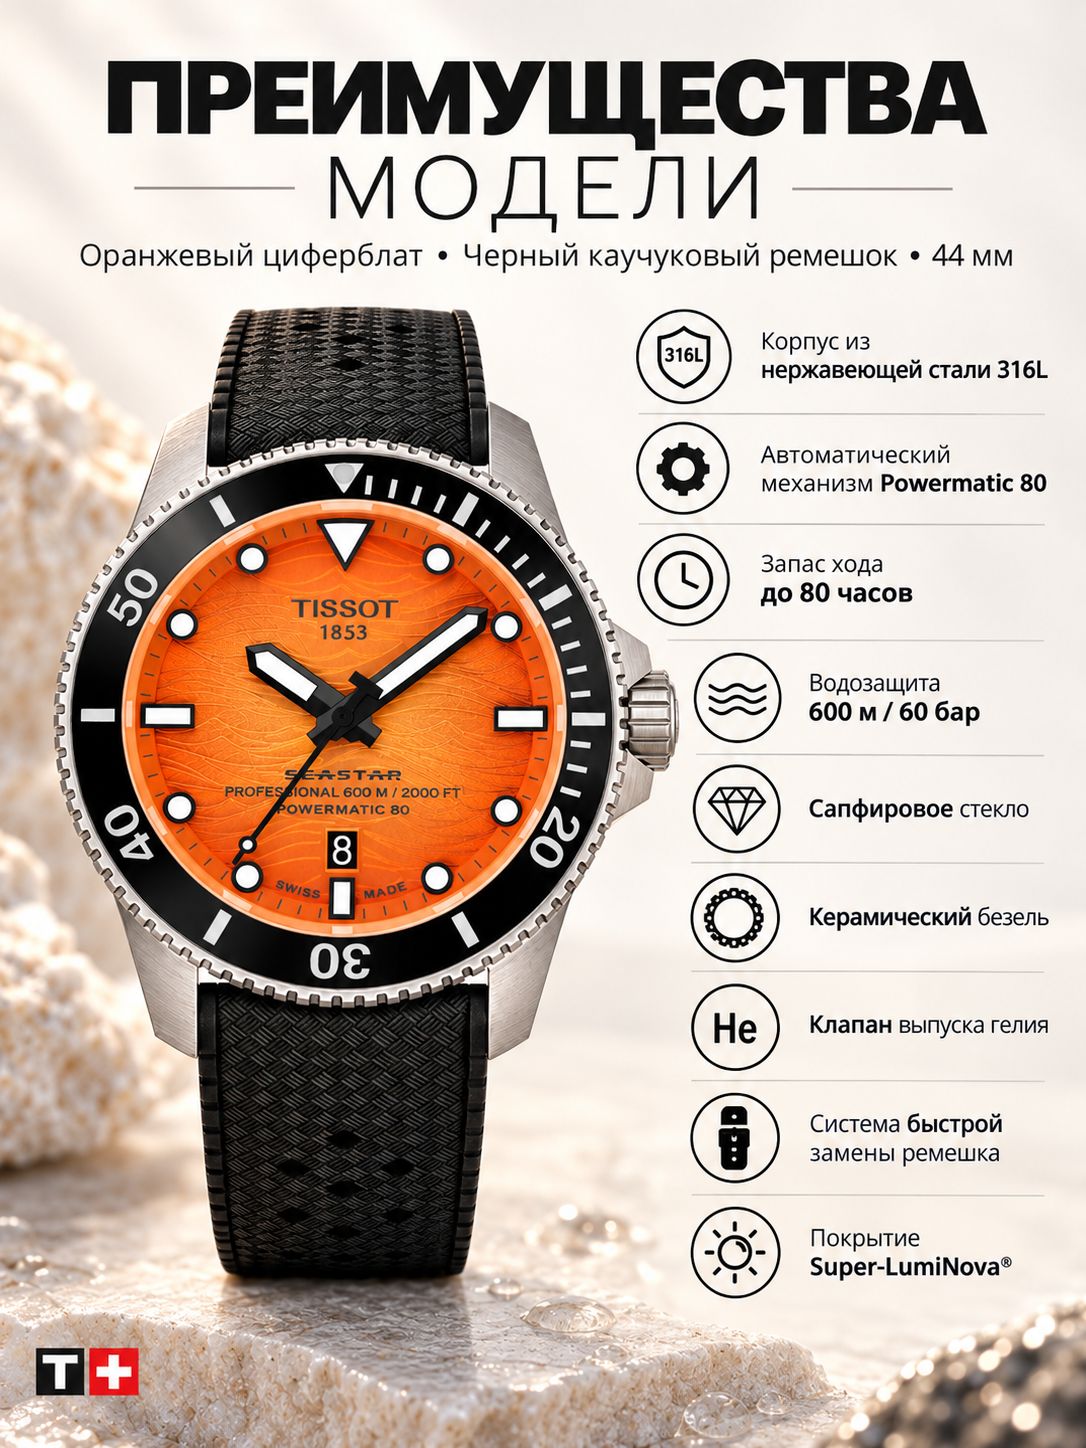 ПРЕИМУЩЕСТВА
МОДЕЛИ
Оранжевый циферблат • Черный каучуковый ремешок • 44 мм
316L
Корпус из
нержавеющей стали 316L
Автоматический
механизм Powermatic 80
Запас хода
до 80 часов
Водозащита
600 м / 60 бар
Сапфировое стекло
Керамический безель
He
Клапан выпуска гелия
Система быстрой
замены ремешка
Покрытие
Super-LumiNova®
TISSOT
1853
SEASTAR
PROFESSIONAL 600 M / 2000 FT
POWERMATIC 80
8
SWISS MADE
50
40
30
20
T+